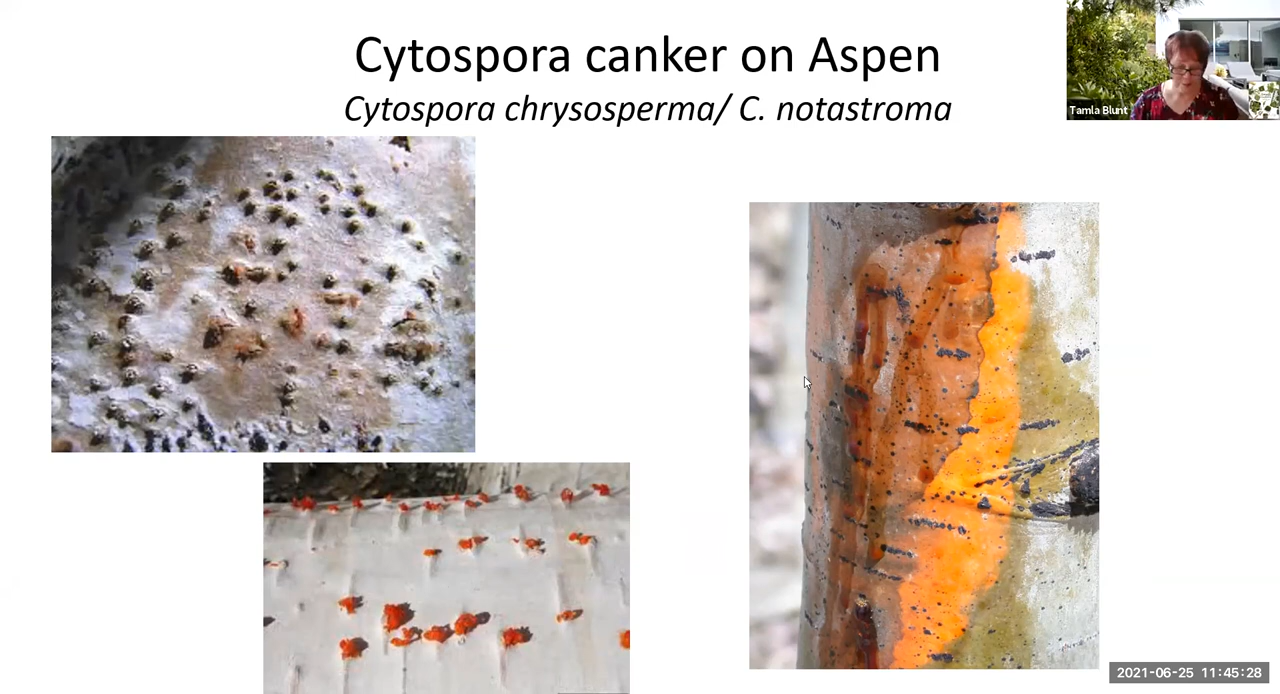 Cytospora canker on Aspen
Cytospora chrysosperma/ C. notastroma
Tamla Blunt
2021-06-25 11:45:28